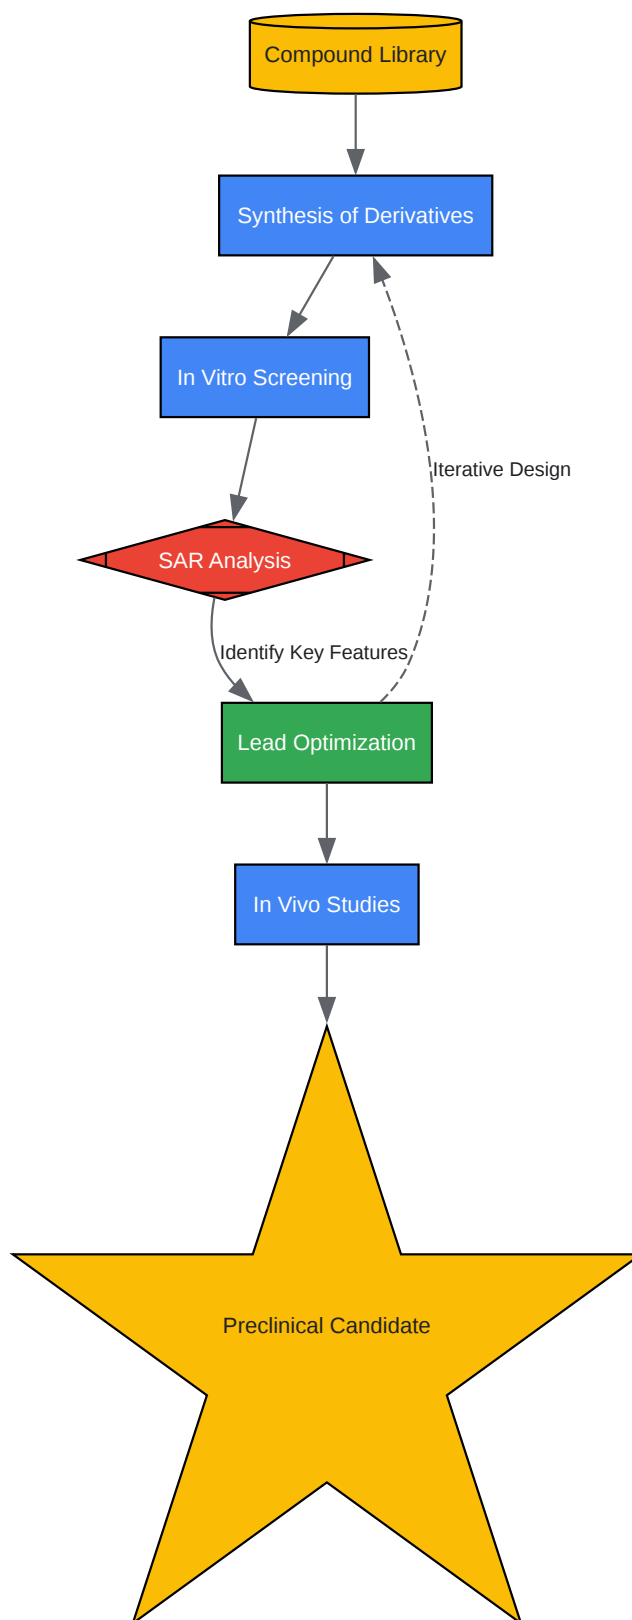 Compound Library
Synthesis of Derivatives
In Vitro Screening
Iterative Design
SAR Analysis
Identify Key Features
Lead Optimization
In Vivo Studies
Preclinical Candidate